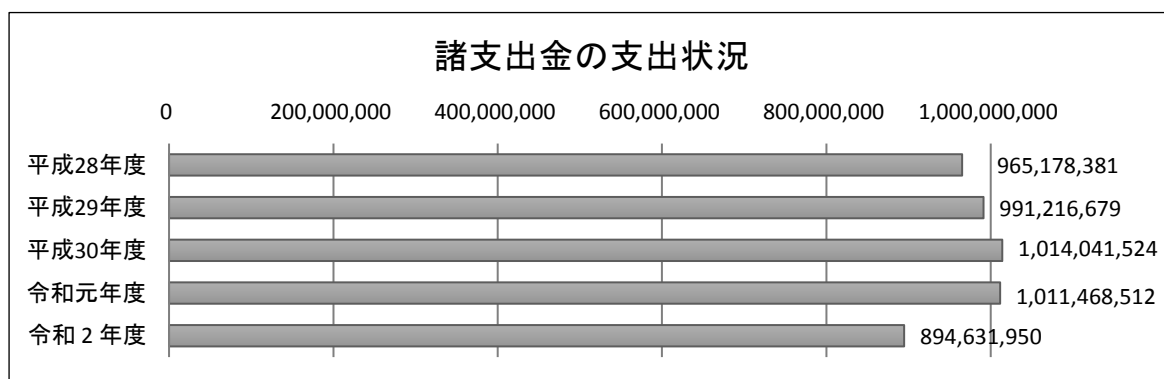 諸支出金の支出状況
0 200,000,000 400,000,000 600,000,000 800,000,000 1,000,000,000
平成28年度 965,178,381
平成29年度 991,216,679
平成30年度 1,014,041,524
令和元年度 1,011,468,512
令和２年度 894,631,950